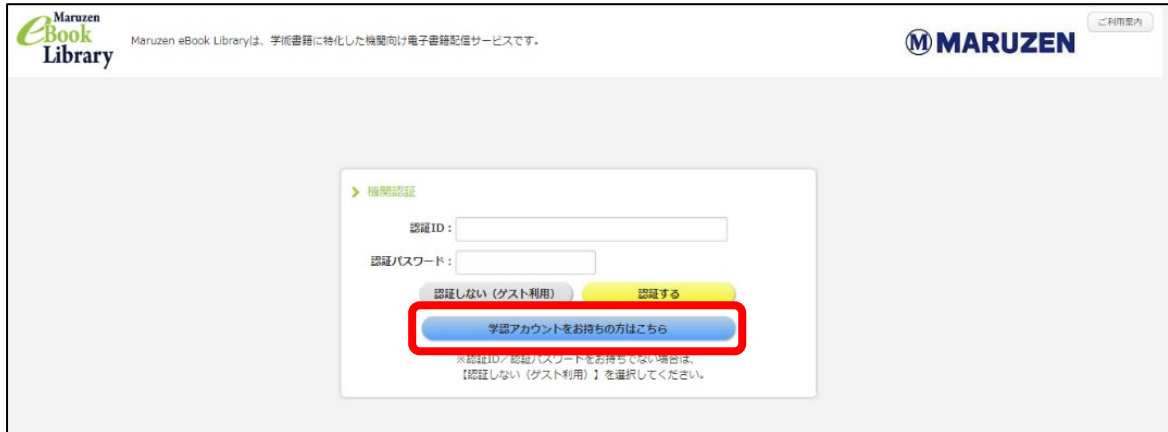 Maruzen
eBook
Library
Maruzen eBook Libraryは、学術書籍に特化した機関向け電子書籍配信サービスです。
M MARUZEN
ご利用案内
機関認証
認証ID：
認証パスワード：
認証しない（ゲスト利用）
認証する
学認アカウントをお持ちの方はこちら
※認証ID／認証パスワードをお持ちでない場合は、
【認証しない（ゲスト利用）】を選択してください。